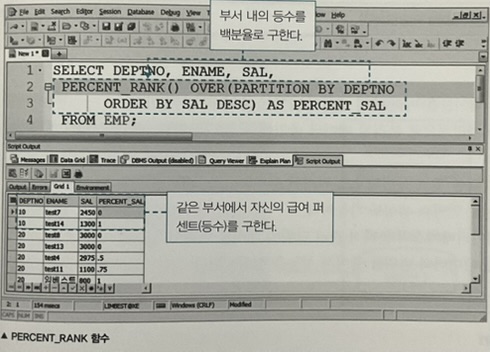 부서 내의 등수를
백분율로 구한다.
File Edit Search Editor Session Database Debug View Help
New 1 *
1 SELECT DEPTNO, ENAME, SAL,
2 PERCENT_RANK() OVER(PARTITION BY DEPTNO
3 ORDER BY SAL DESC) AS PERCENT_SAL
4 FROM EMP;
Script Output
Messages Data Grid Trace DBMS Output (disabled) Query Viewer Explain Plan Script Output
Output Errors Grid 1 Environment
DEPTNO ENAME SAL PERCENT_SAL
10 test7 2450 0
10 test14 1300 1
20 test8 3000 0
20 test13 3000 0
20 test4 2975 .5
20 test11 1100 .75
20 800 1
같은 부서에서 자신의 급여 퍼
센트(등수)를 구한다.
2: 1 154 msecs LIMBEST@XE Windows (CRLF) Modified
CAPS NUM INS
▲ PERCENT_RANK 함수